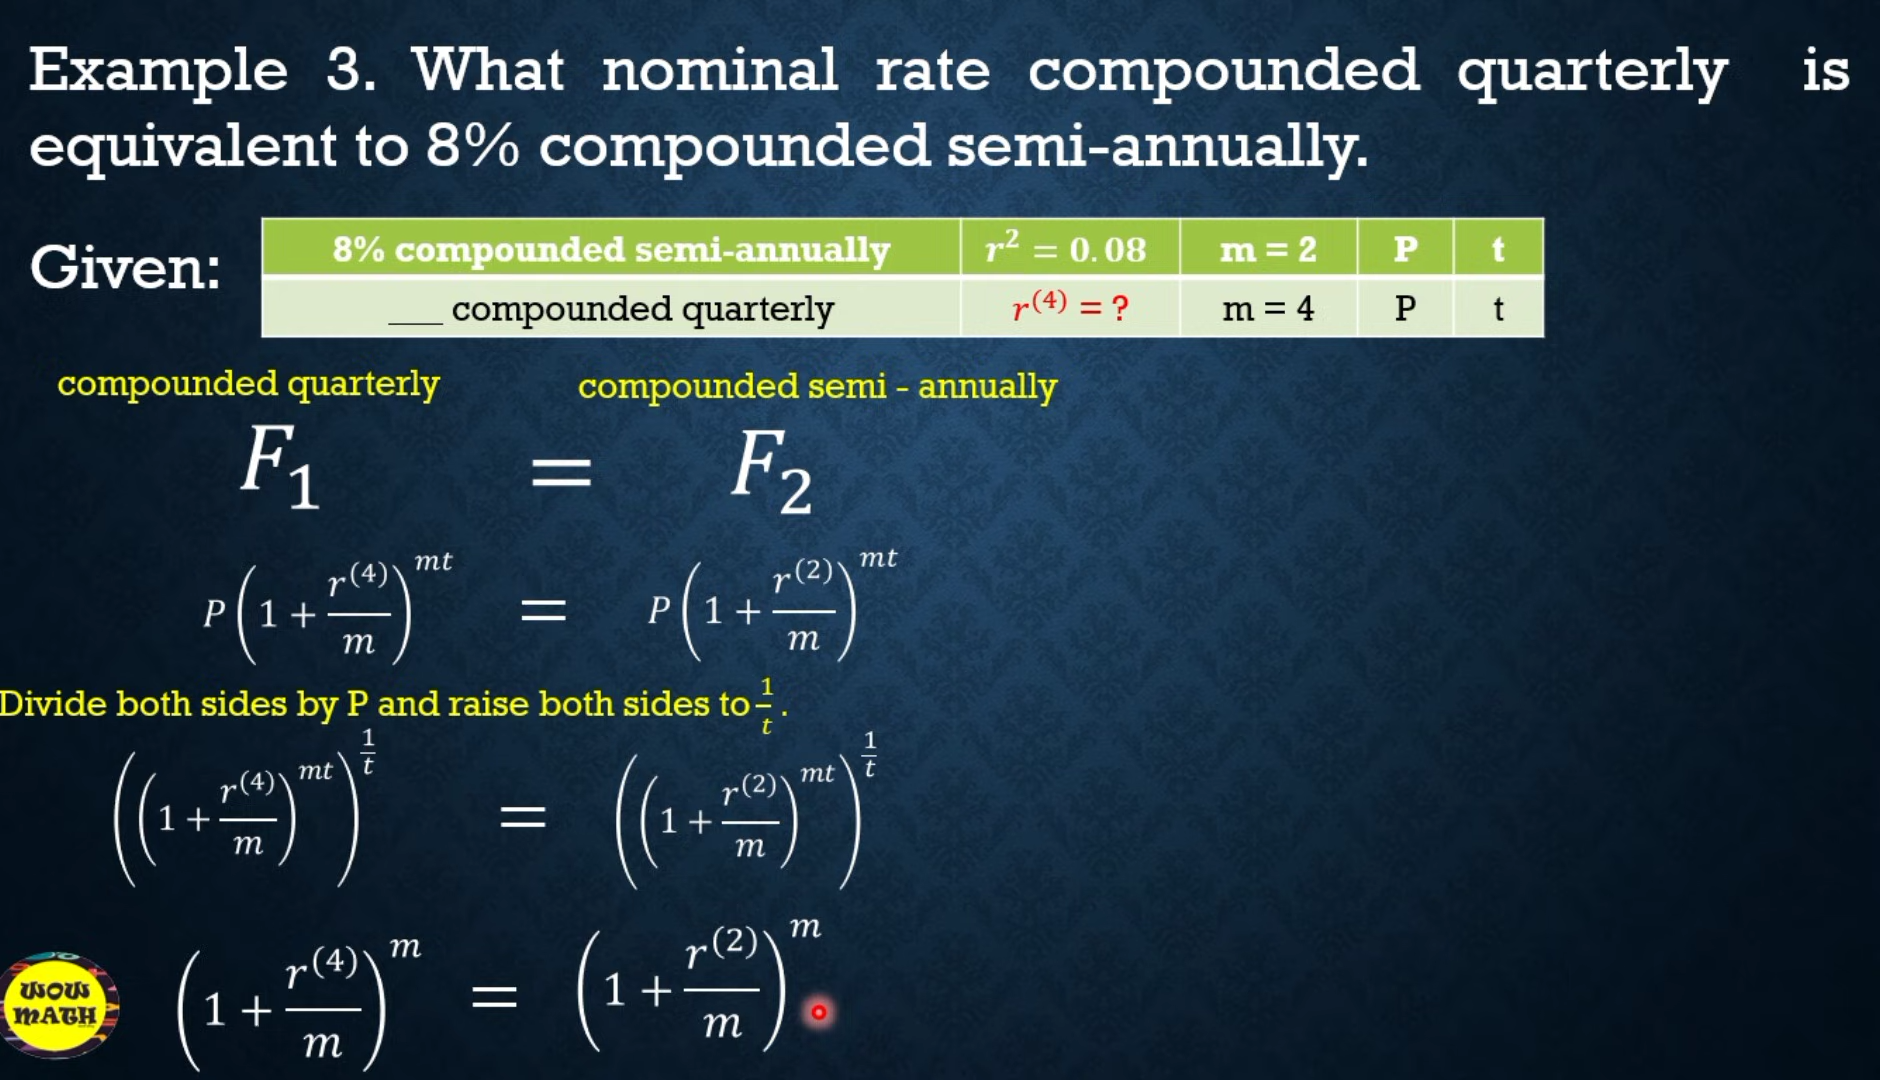 Example 3. What nominal rate compounded quarterly is
equivalent to 8% compounded semi-annually.
Given:
8% compounded semi-annually r² = 0.08 m = 2 P t
___ compounded quarterly r⁽⁴⁾ = ? m = 4 P t
compounded quarterly compounded semi - annually
F₁ = F₂
P(1 + r⁽⁴⁾/m)^mt = P(1 + r⁽²⁾/m)^mt
Divide both sides by P and raise both sides to 1/t .
((1 + r⁽⁴⁾/m)^mt)^1/t = ((1 + r⁽²⁾/m)^mt)^1/t
(1 + r⁽⁴⁾/m)^m = (1 + r⁽²⁾/m)^m
WOW
MATH